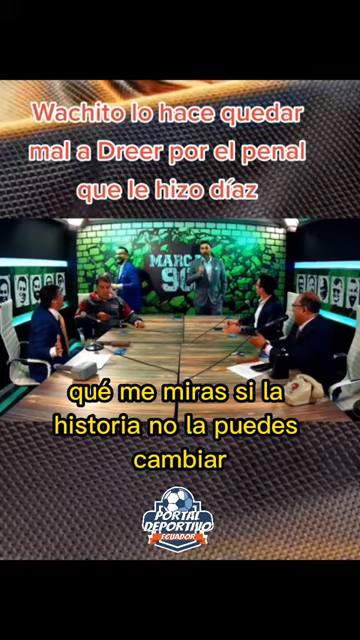 Wachito lo hace quedar
mal a Dreer por el penal
que le hizo díaz
MARCA
90
qué me miras si la
historia no la puedes
cambiar
PORTAL
DEPORTIVO
ECUADOR